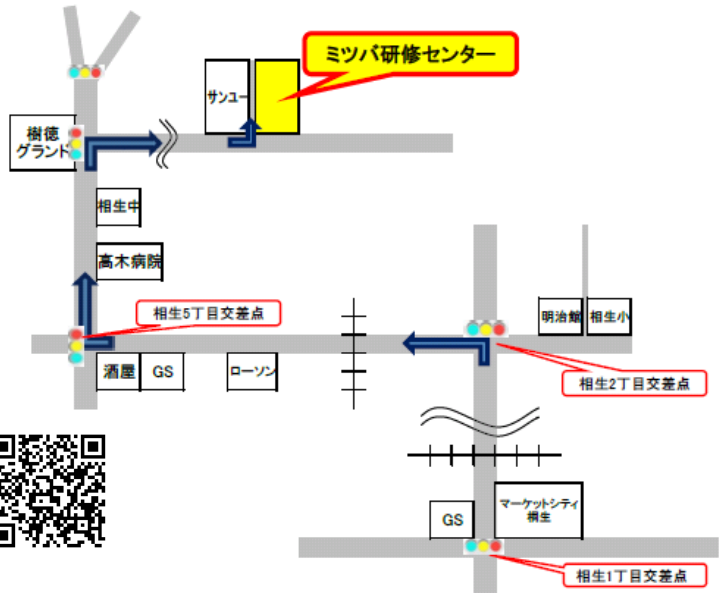 ミツバ研修センター
サンユー
樹徳
グランド
相生中
高木病院
相生5丁目交差点
明治館
相生小
酒屋
GS
ローソン
相生2丁目交差点
GS
マーケットシティ
桐生
相生1丁目交差点